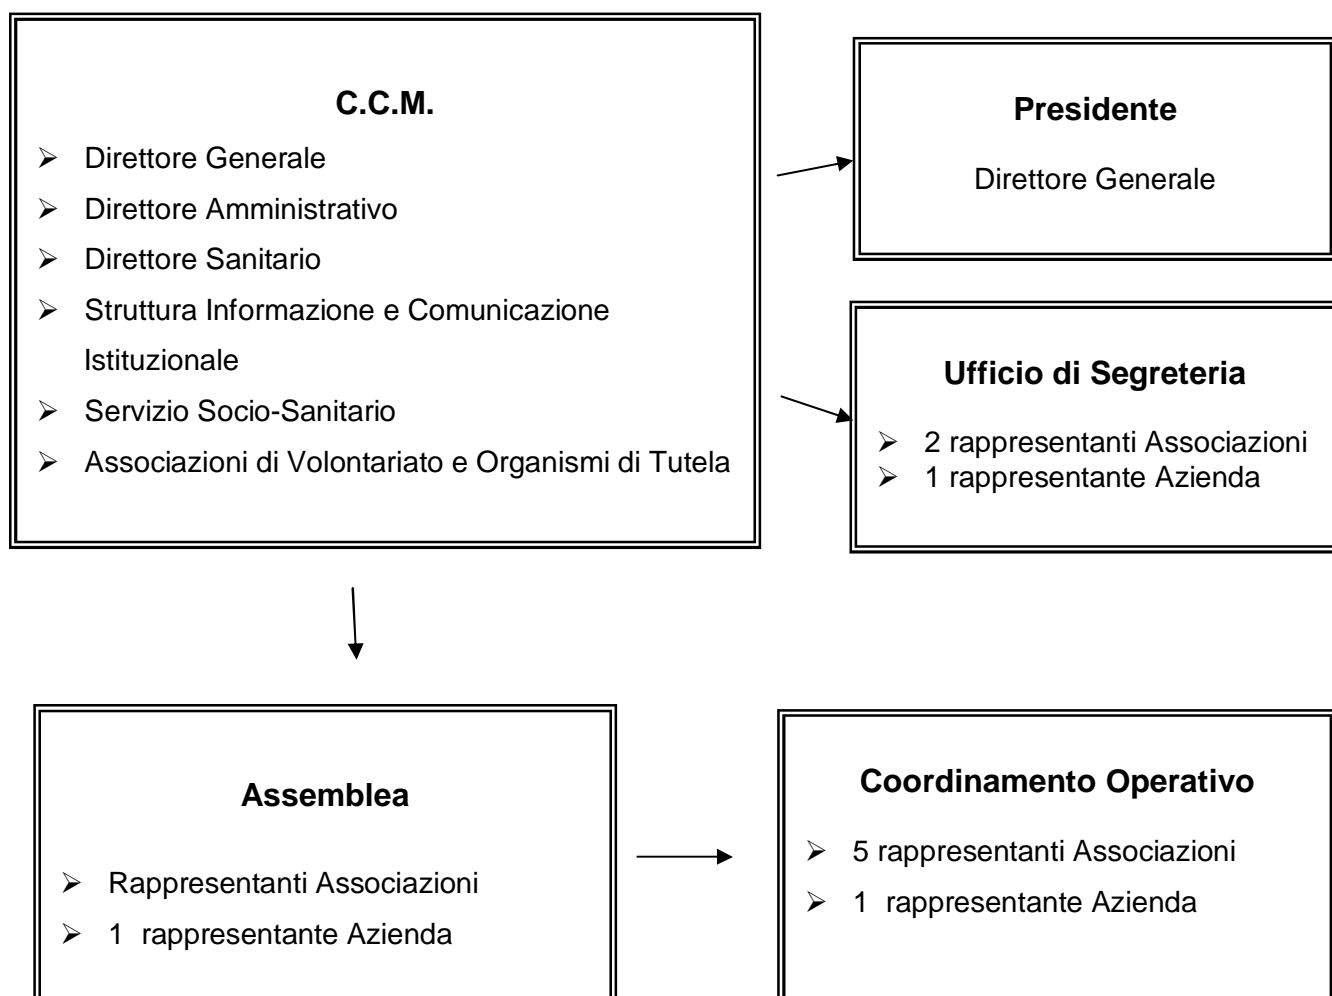 C.C.M.
➢ Direttore Generale
➢ Direttore Amministrativo
➢ Direttore Sanitario
➢ Struttura Informazione e Comunicazione
Istituzionale
➢ Servizio Socio-Sanitario
➢ Associazioni di Volontariato e Organismi di Tutela
Presidente
Direttore Generale
Ufficio di Segreteria
➢ 2 rappresentanti Associazioni
➢ 1 rappresentante Azienda
Assemblea
➢ Rappresentanti Associazioni
➢ 1 rappresentante Azienda
Coordinamento Operativo
➢ 5 rappresentanti Associazioni
➢ 1 rappresentante Azienda